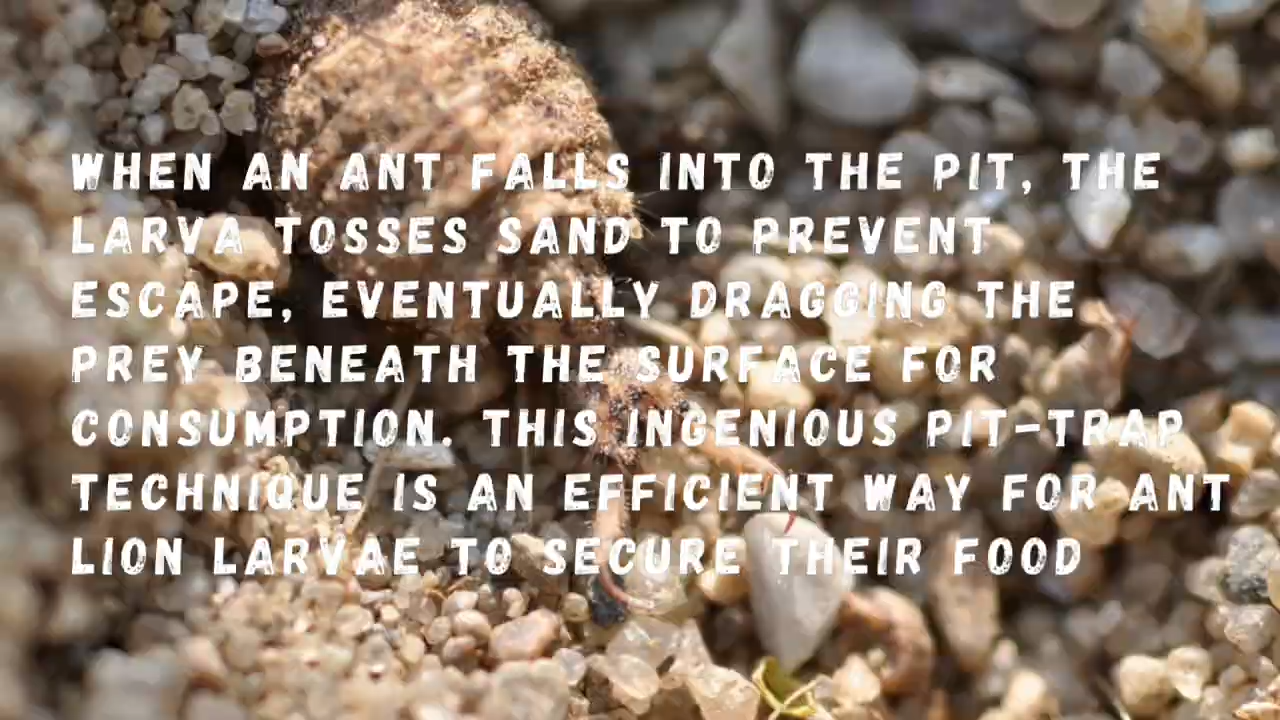 WHEN AN ANT FALLS INTO THE PIT, THE
LARVA TOSSES SAND TO PREVENT
ESCAPE, EVENTUALLY DRAGGING THE
PREY BENEATH THE SURFACE FOR
CONSUMPTION. THIS INGENIOUS PIT-TRAP
TECHNIQUE IS AN EFFICIENT WAY FOR ANT
LION LARVAE TO SECURE THEIR FOOD